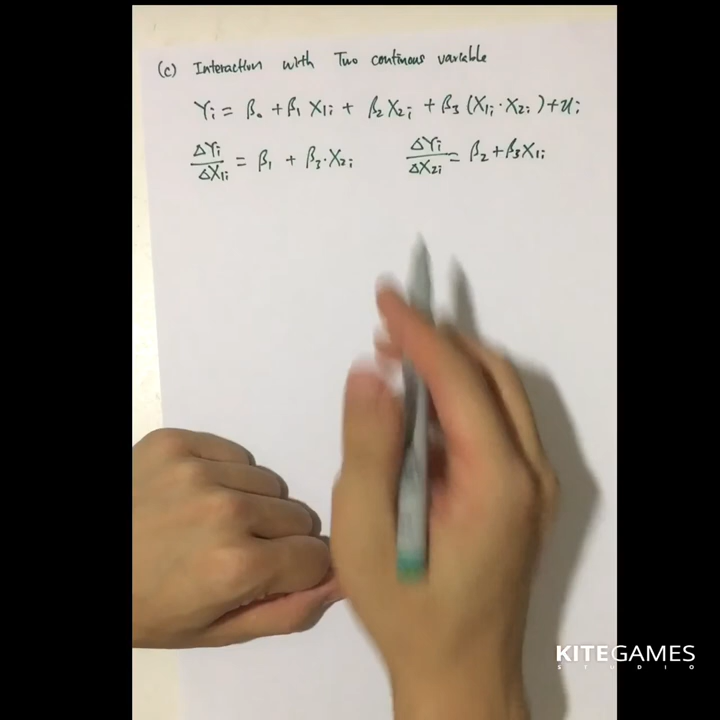 (c) Interaction with Two continous variable
Yi = β0 + β1 X1i + β2 X2i + β3 (X1i · X2i) + ui
ΔYi/ΔX1i = β1 + β3·X2i
ΔYi/ΔX2i = β2 + β3X1i
KITEGAMES
STUDIO